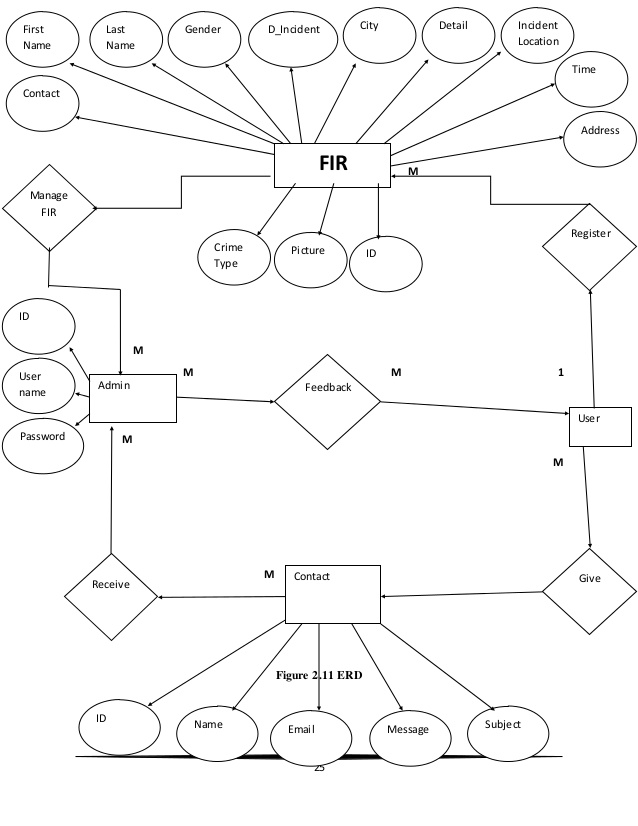 First
Name
Last
Name
Gender
D_Incident
City
Detail
Incident
Location
Time
Contact
Address
FIR
M
Manage
FIR
Register
Crime
Type
Picture
ID
ID
M
M
Feedback
M
1
User
name
Admin
Password
M
User
M
Receive
M
Contact
Give
Figure 2.11 ERD
ID
Name
Email
Message
Subject
25